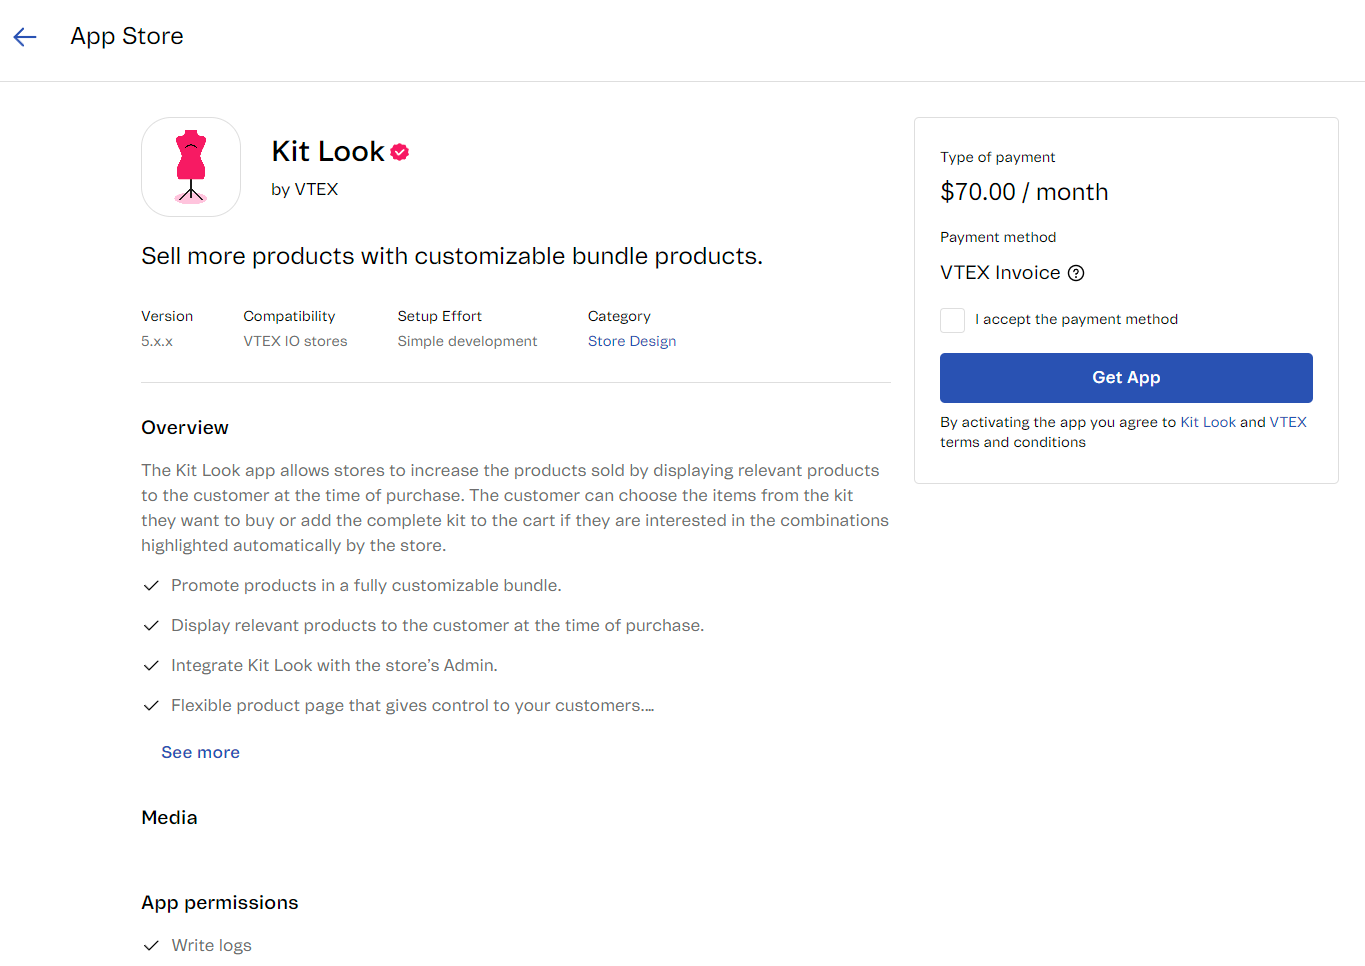 App Store
Kit Look
by VTEX
Sell more products with customizable bundle products.
Version
5.x.x
Compatibility
VTEX IO stores
Setup Effort
Simple development
Category
Store Design
Overview
The Kit Look app allows stores to increase the products sold by displaying relevant products
to the customer at the time of purchase. The customer can choose the items from the kit
they want to buy or add the complete kit to the cart if they are interested in the combinations
highlighted automatically by the store.
Promote products in a fully customizable bundle.
Display relevant products to the customer at the time of purchase.
Integrate Kit Look with the store’s Admin.
Flexible product page that gives control to your customers....
See more
Media
App permissions
Write logs
Type of payment
$70.00 / month
Payment method
VTEX Invoice ?
I accept the payment method
Get App
By activating the app you agree to Kit Look and VTEX
terms and conditions